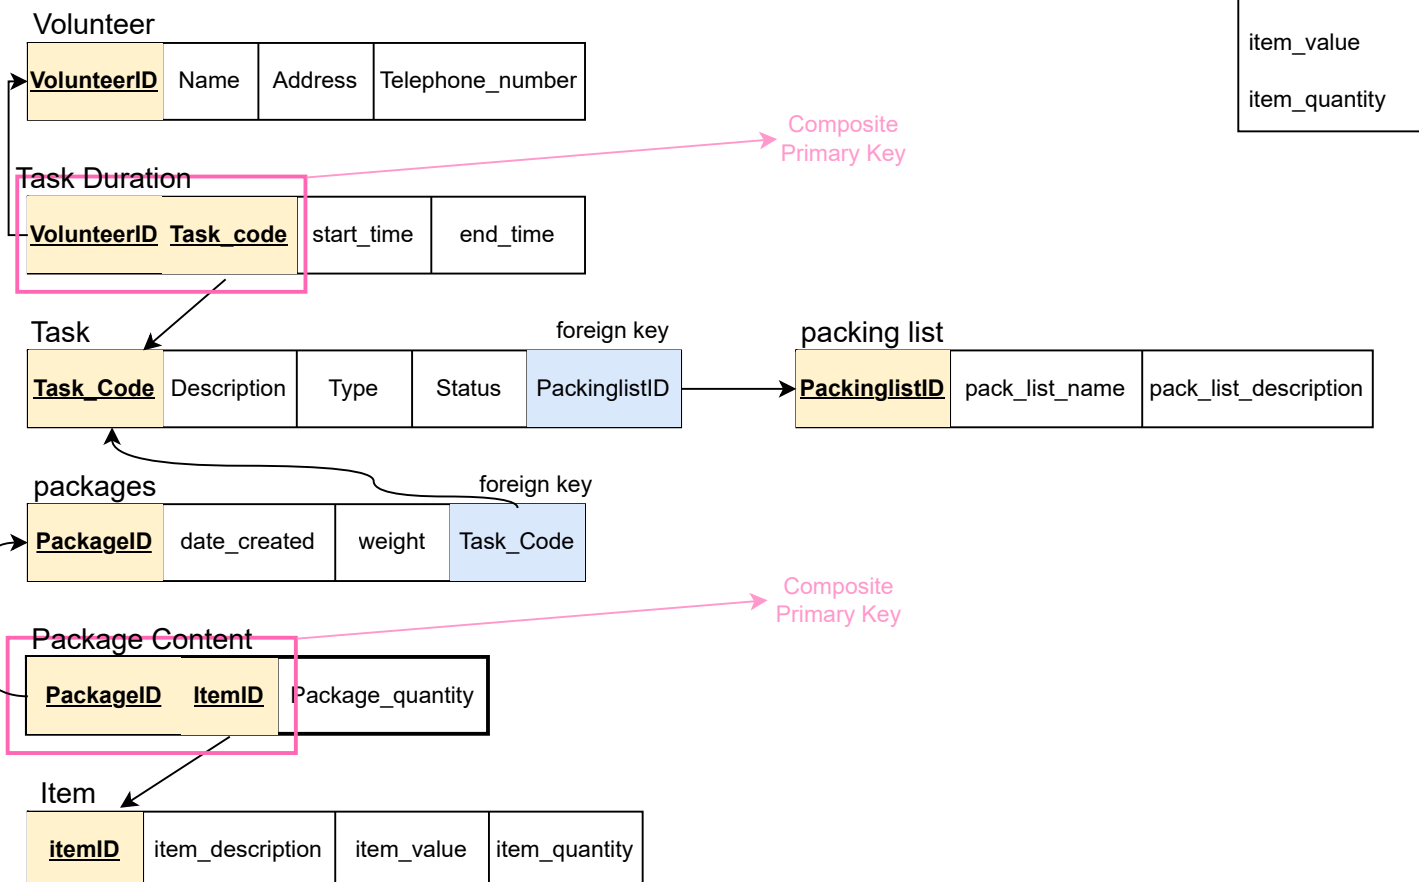 Volunteer
VolunteerID Name Address Telephone_number
item_value
item_quantity
Composite
Primary Key
Task Duration
VolunteerID Task_code start_time end_time
Task
foreign key
Task_Code Description Type Status PackinglistID
packing list
PackinglistID pack_list_name pack_list_description
packages
foreign key
PackageID date_created weight Task_Code
Composite
Primary Key
Package Content
PackageID ItemID Package_quantity
Item
itemID item_description item_value item_quantity